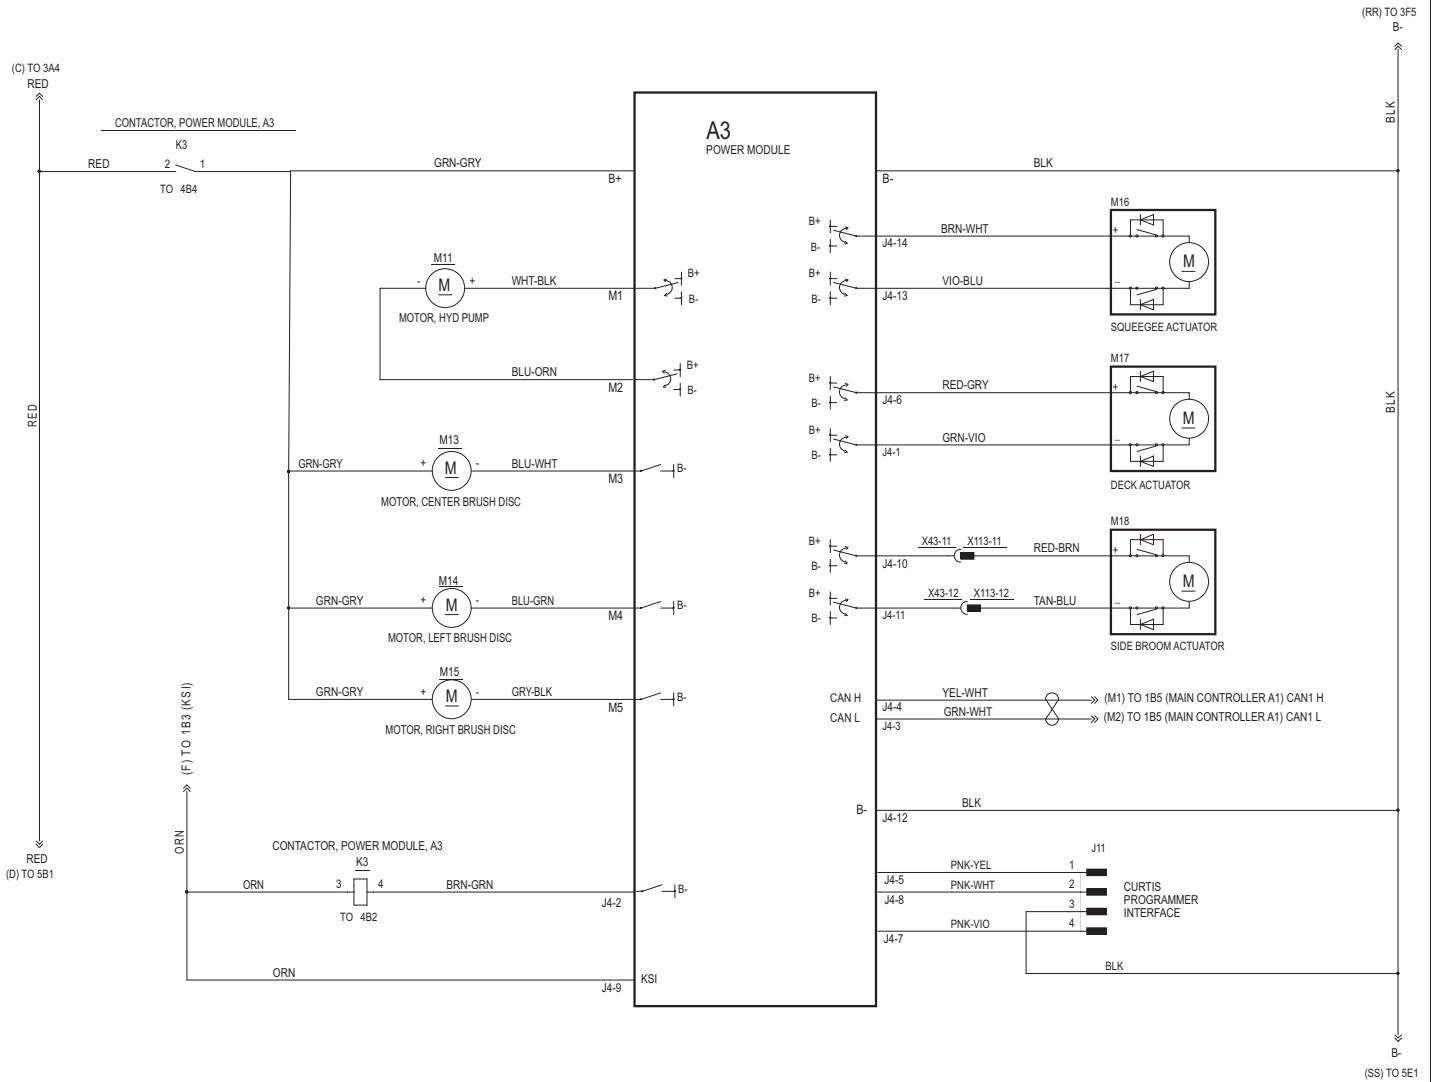 (RR) TO 3F5
B-
(C) TO 3A4
RED
BLK
CONTACTOR, POWER MODULE, A3
K3
RED 2 1
TO 4B4
GRN-GRY
B+
A3
POWER MODULE
BLK
B-
M16
B+
B-
BRN-WHT
J4-14
+
M
B+
B-
VIO-BLU
J4-13
–
SQUEEGEE ACTUATOR
M11
- M +
WHT-BLK
M1
B+
B-
MOTOR, HYD PUMP
BLU-ORN
M2
B+
B-
M17
B+
B-
RED-GRY
J4-6
+
M
B+
B-
GRN-VIO
J4-1
–
DECK ACTUATOR
RED
BLK
M13
GRN-GRY + M - BLU-WHT
M3
B-
MOTOR, CENTER BRUSH DISC
M18
B+
B-
X43-11 X113-11
RED-BRN
J4-10
+
M
B+
B-
X43-12 X113-12
TAN-BLU
J4-11
–
SIDE BROOM ACTUATOR
M14
GRN-GRY + M - BLU-GRN
M4
B-
MOTOR, LEFT BRUSH DISC
M15
GRN-GRY + M - GRY-BLK
M5
B-
MOTOR, RIGHT BRUSH DISC
CAN H
YEL-WHT
J4-4
(M1) TO 1B5 (MAIN CONTROLLER A1) CAN1 H
CAN L
GRN-WHT
J4-3
(M2) TO 1B5 (MAIN CONTROLLER A1) CAN1 L
(F) TO 1B3 (KSI)
ORN
B-
BLK
J4-12
RED
(D) TO 5B1
CONTACTOR, POWER MODULE, A3
K3
ORN 3 4 BRN-GRN
J4-2
B-
TO 4B2
J11
PNK-YEL 1
J4-5
PNK-WHT 2
J4-8
3
PNK-VIO 4
J4-7
CURTIS
PROGRAMMER
INTERFACE
BLK
ORN
J4-9
KSI
B-
(SS) TO 5E1